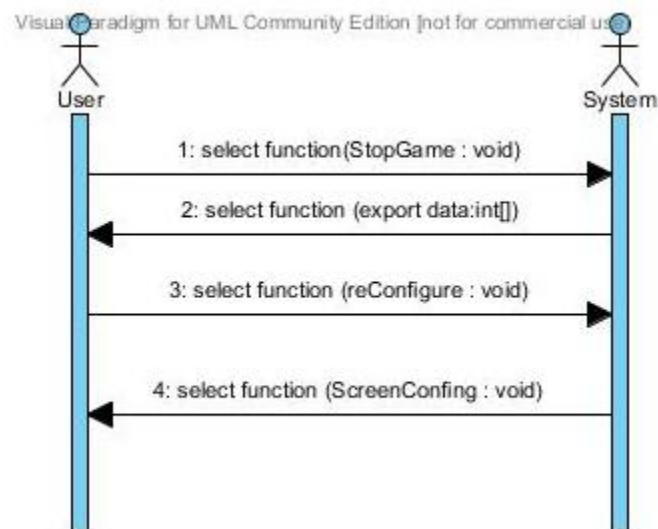 Visual Paradigm for UML Community Edition [not for commercial use]
User
System
1: select function(StopGame : void)
2: select function (export data:int[])
3: select function (reConfigure : void)
4: select function (ScreenConfing : void)